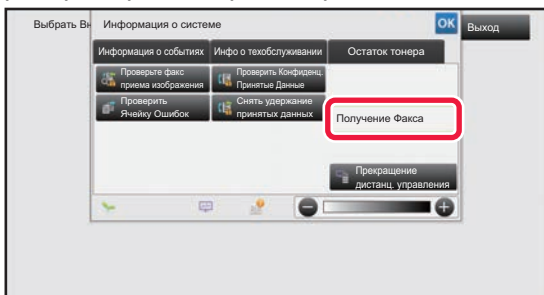 Выбрать Вн
Информация о системе
OK
Выход
Информация о событиях
Инфо о техобслуживании
Остаток тонера
Проверьте факс
приема изображения
Проверить Конфиденц.
Принятые Данные
Проверить
Ячейку Ошибок
Снять удержание
принятых данных
Получение Факса
Прекращение
дистанц. управления